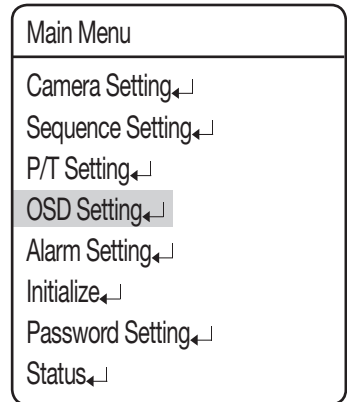 Main Menu
Camera Setting↵
Sequence Setting↵
P/T Setting↵
OSD Setting↵
Alarm Setting↵
Initialize↵
Password Setting↵
Status↵